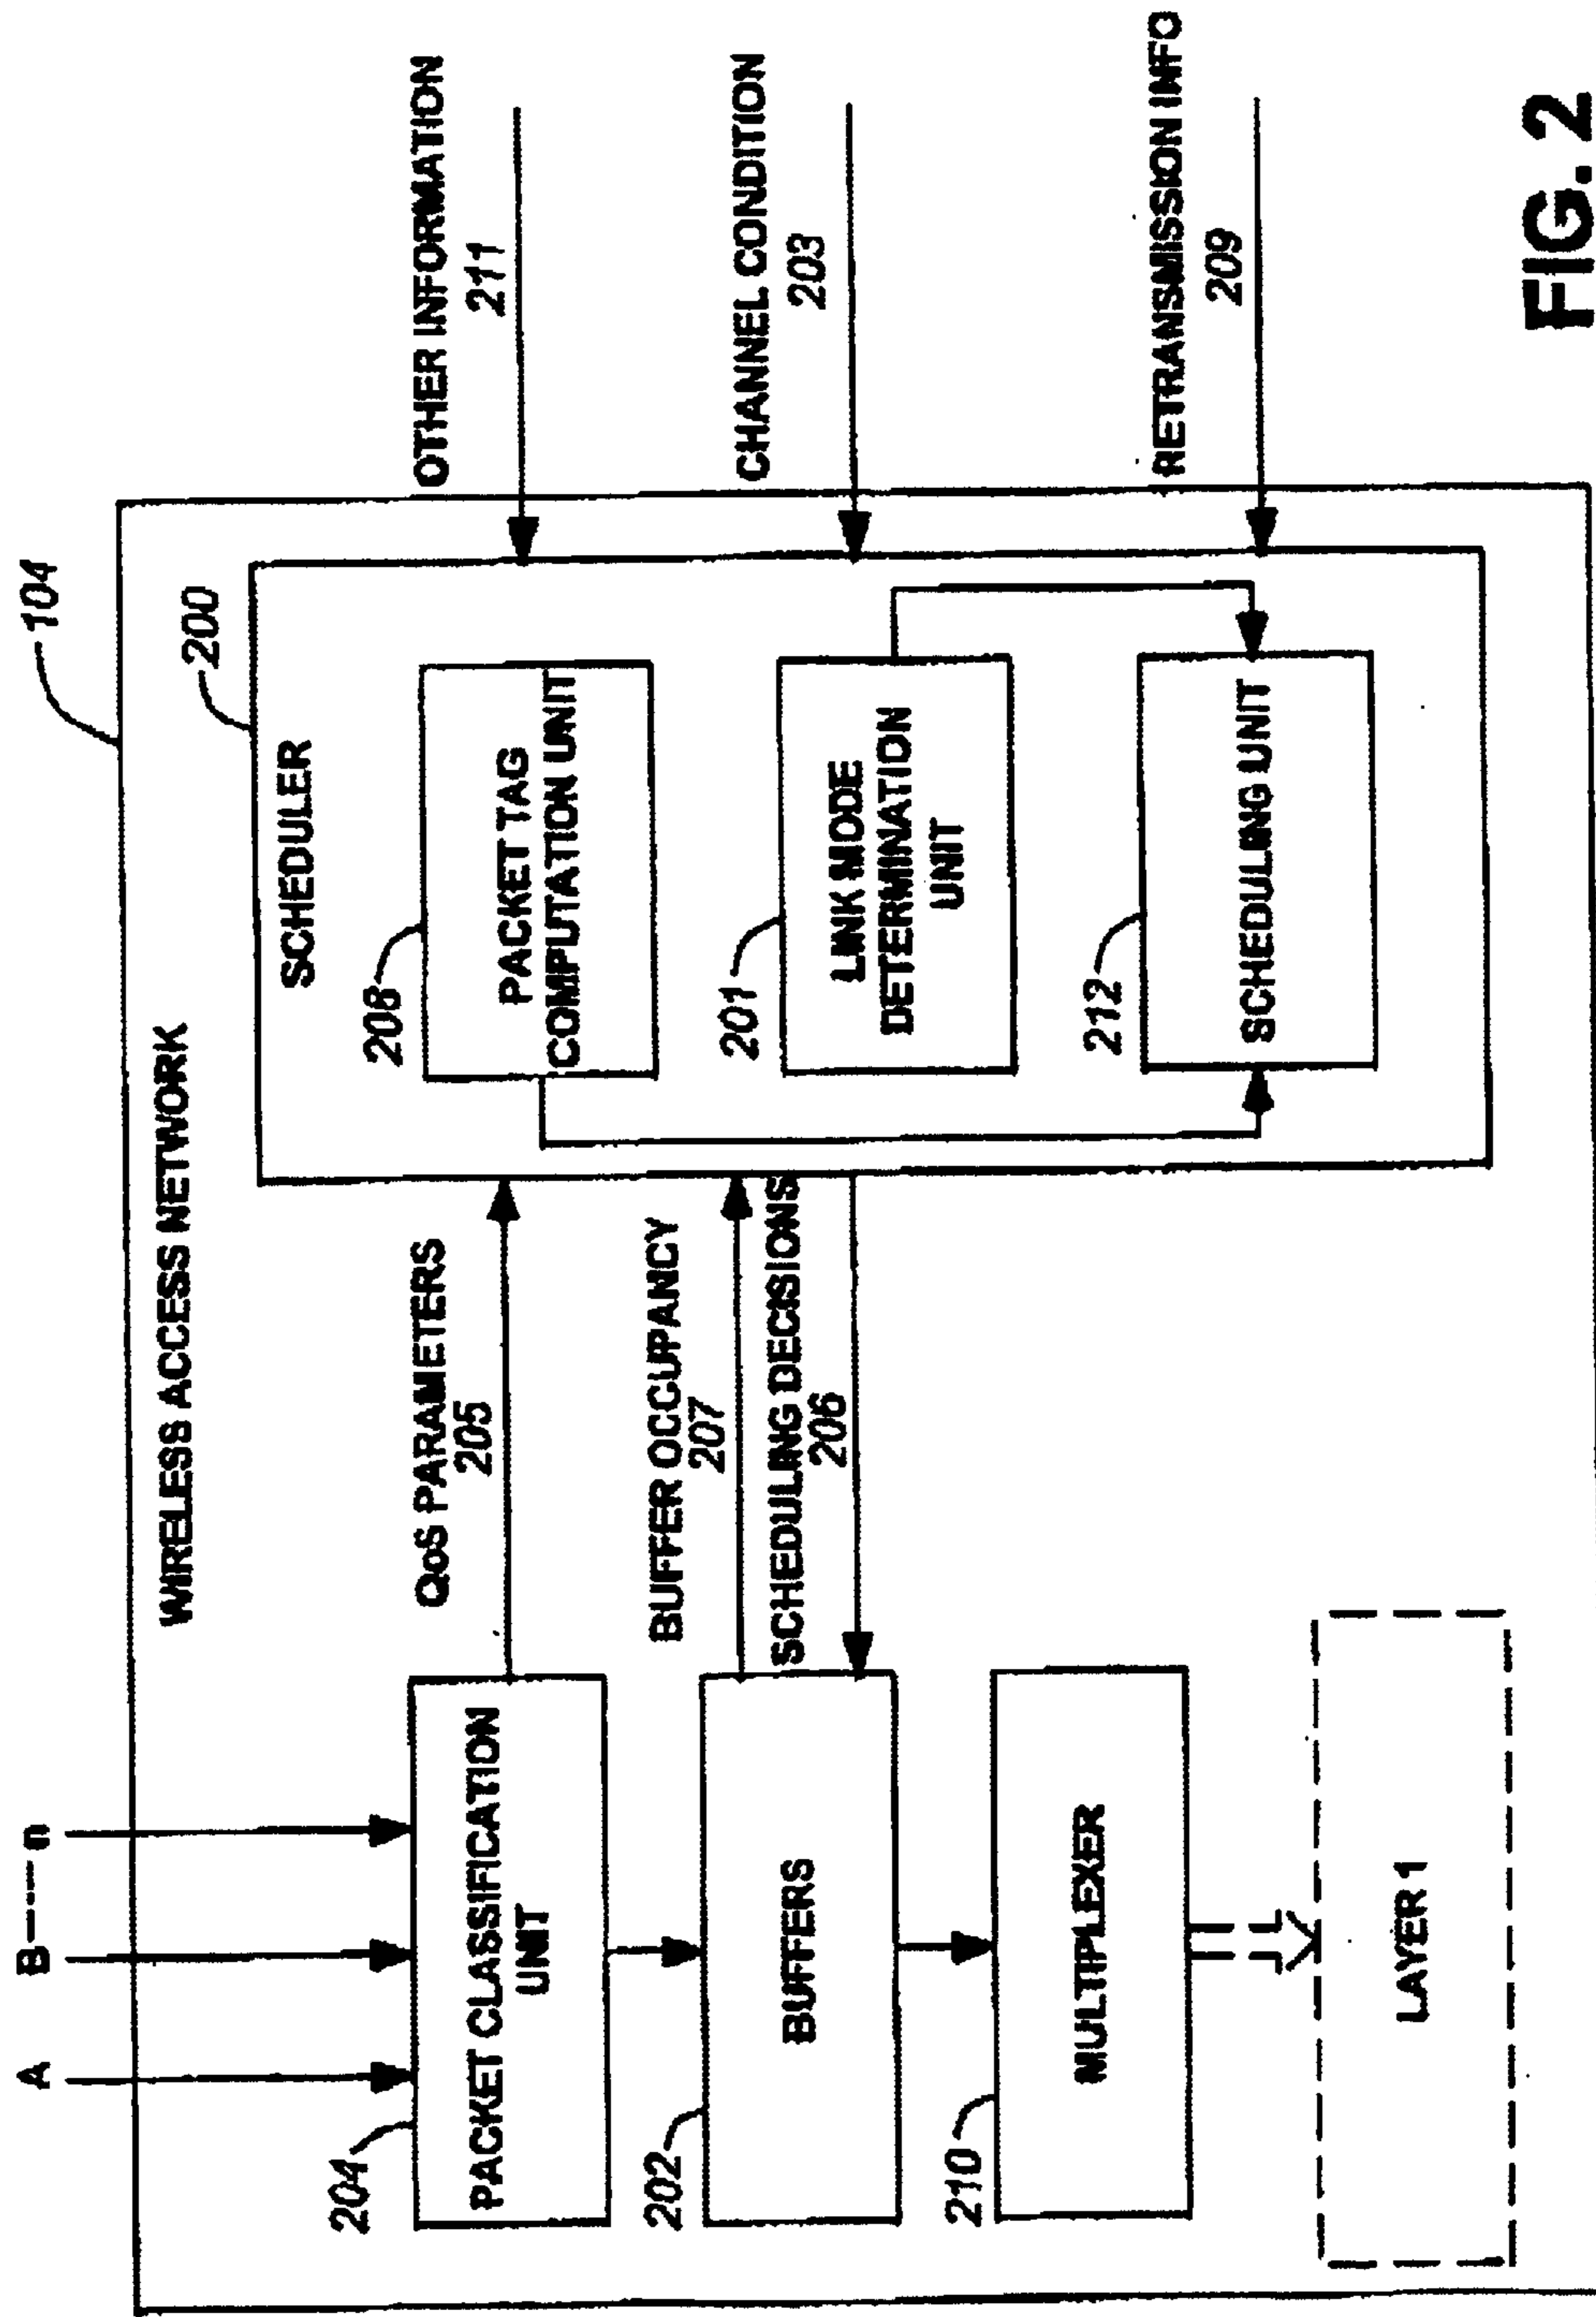 A B n
104
WIRELESS ACCESS NETWORK
200
SCHEDULER
204
PACKET CLASSIFICATION
UNIT
QoS PARAMETERS
205
208
PACKET TAG
COMPUTATION UNIT
OTHER INFORMATION
211
202
BUFFERS
BUFFER OCCUPANCY
207
SCHEDULING DECISIONS
206
201
LINK MODE
DETERMINATION
UNIT
CHANNEL CONDITION
203
210
MULTIPLEXER
212
SCHEDULING UNIT
RETRANSMISSION INFO
209
LAYER 1
FIG. 2